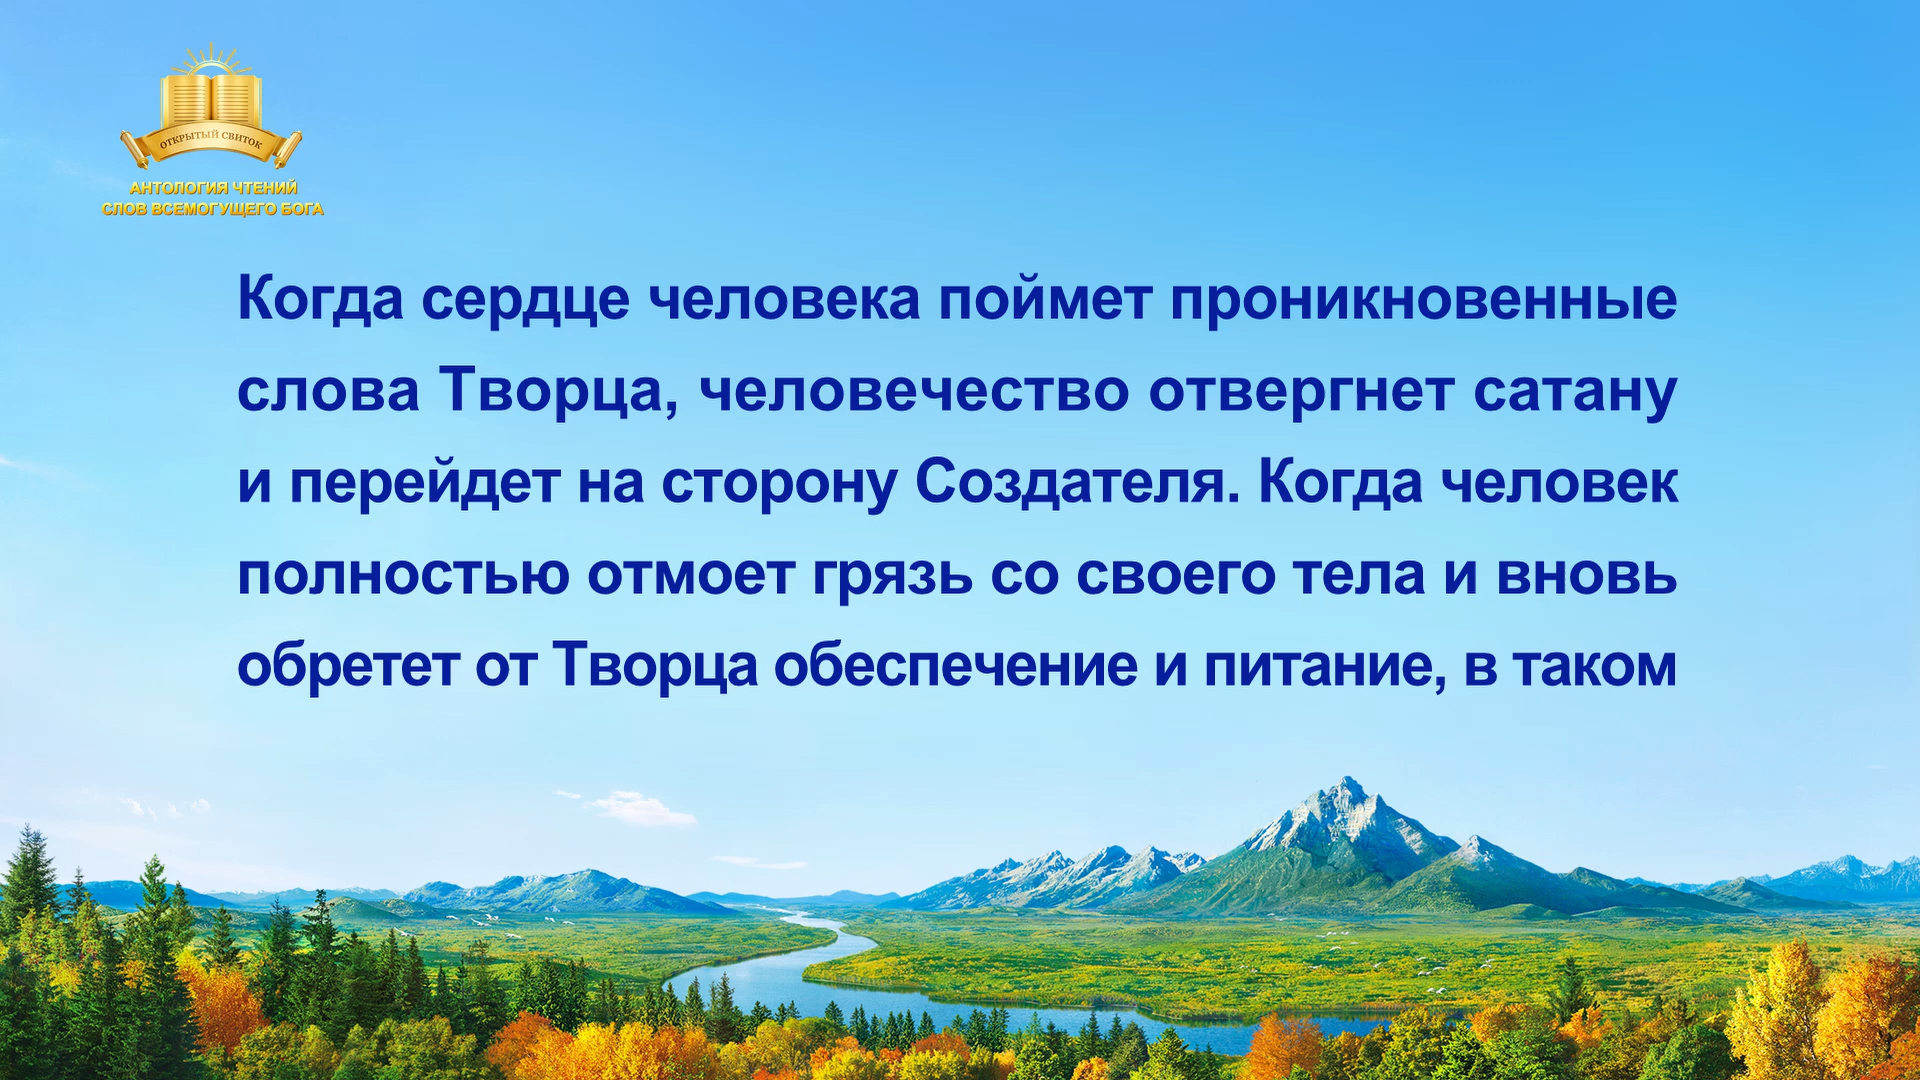 ОТКРЫТЫЙ СВИТОК
АНТОЛОГИЯ ЧТЕНИЙ
СЛОВ ВСЕМОГУЩЕГО БОГА
Когда сердце человека поймет проникновенные
слова Творца, человечество отвергнет сатану
и перейдет на сторону Создателя. Когда человек
полностью отмоет грязь со своего тела и вновь
обретет от Творца обеспечение и питание, в таком